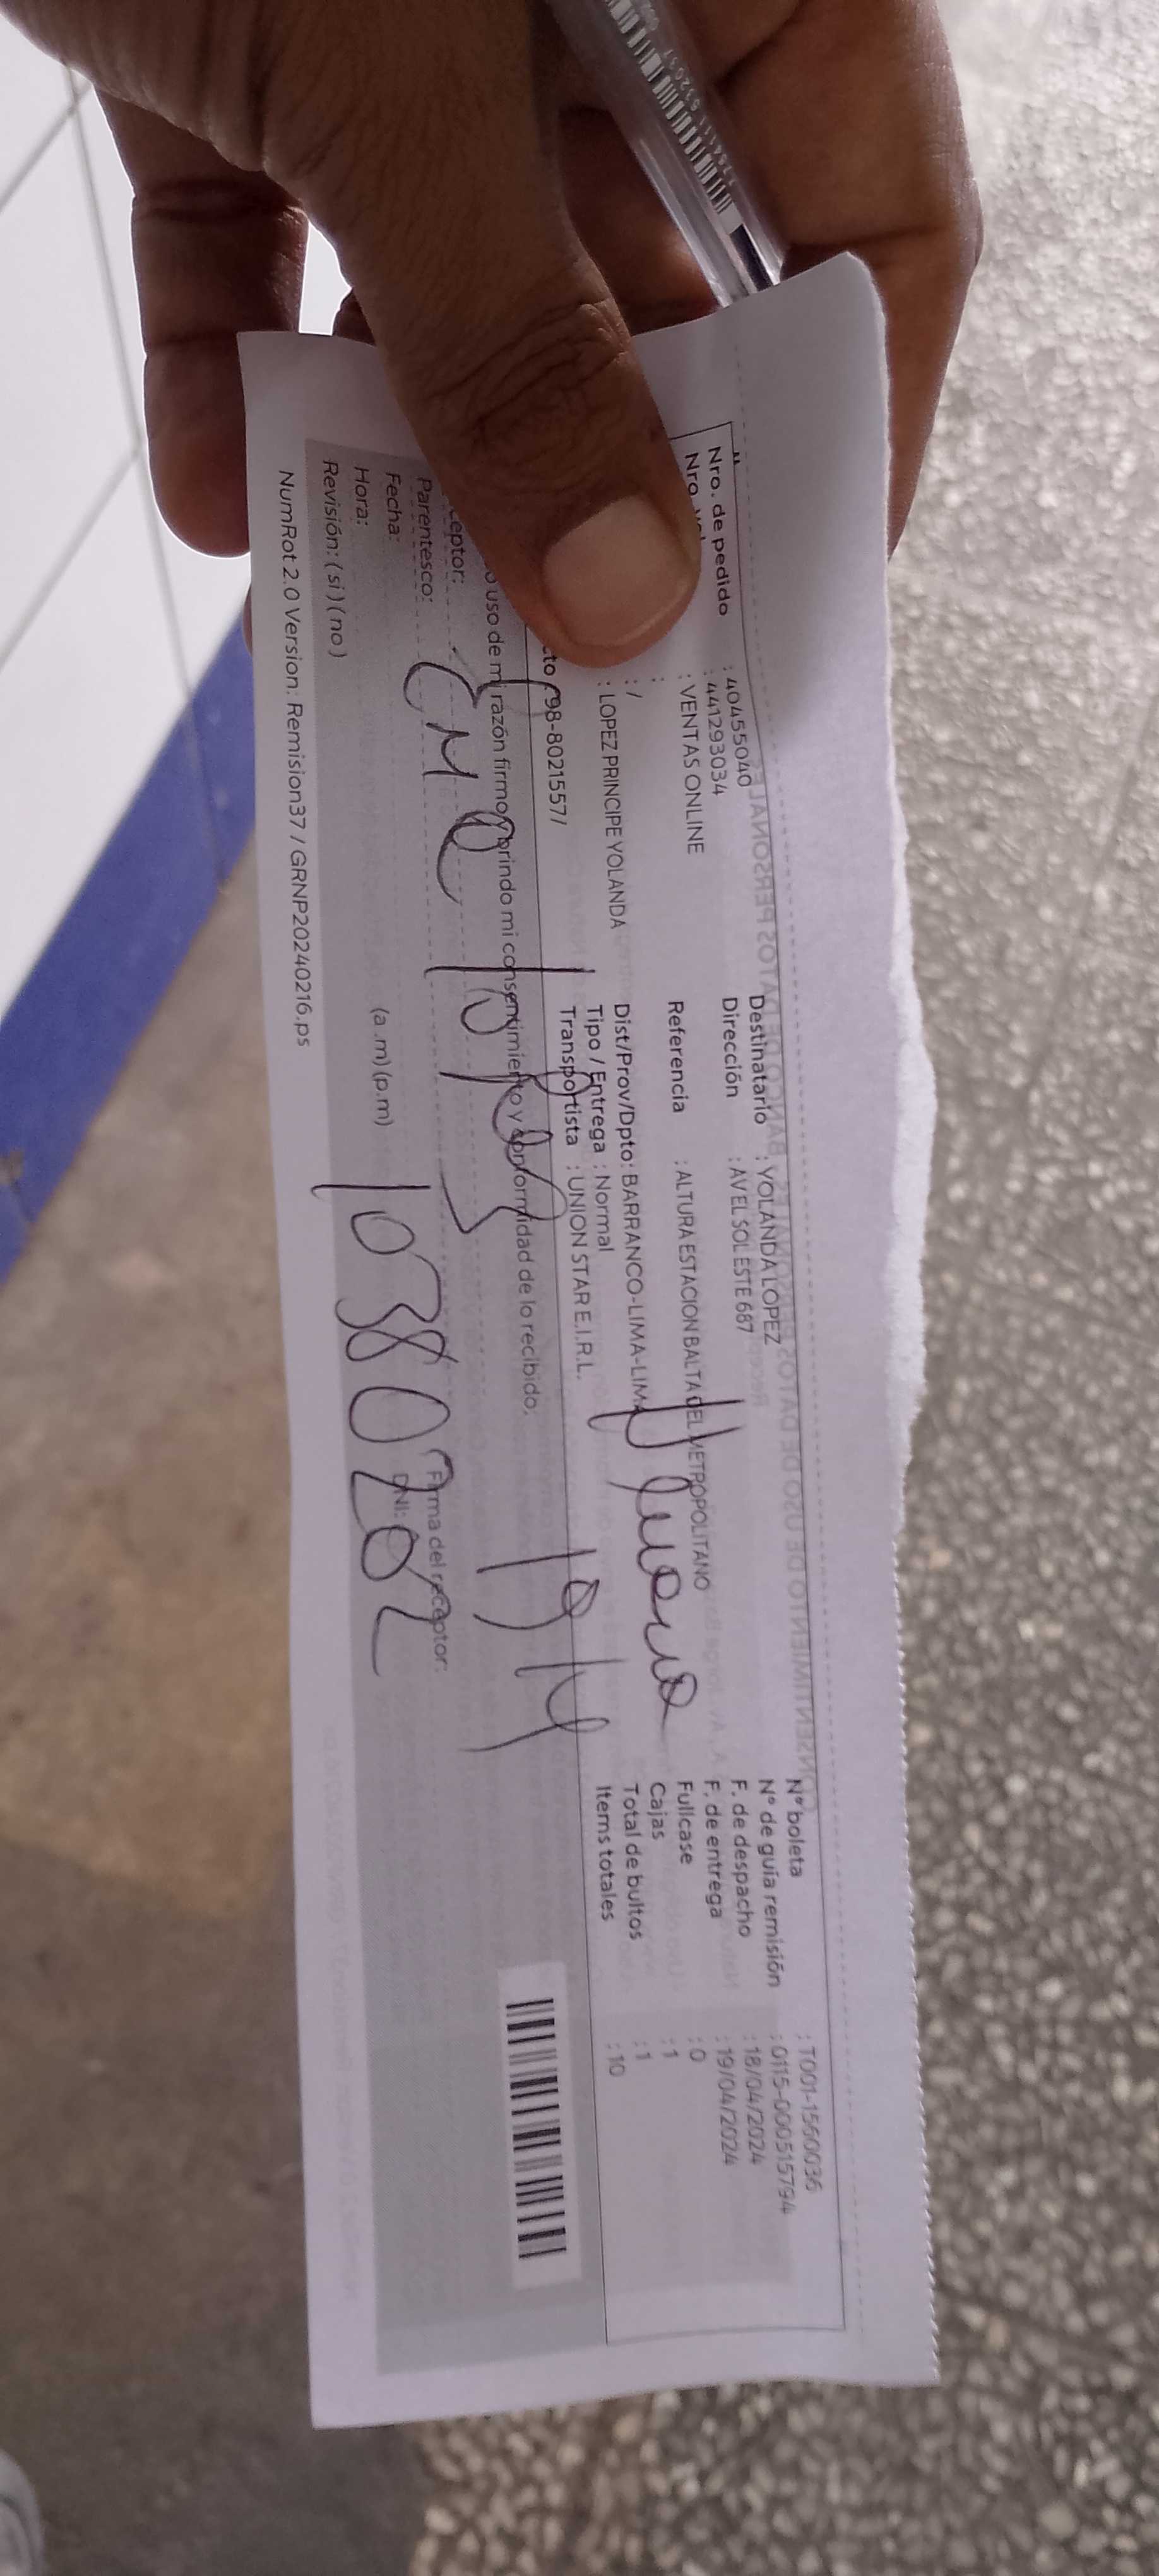 Nro. de pedido : 40455040
: 441293034
: VENTAS ONLINE
:
: /
: LOPEZ PRINCIPE YOLANDA
98-80215571
Destinatario : YOLANDA LOPEZ
Dirección : AV EL SOL ESTE 687
Referencia : ALTURA ESTACION BALTA DEL METROPOLITANO
Dist/Prov/Dpto: BARRANCO-LIMA-LIMA
Tipo / Entrega : Normal
Transportista : UNION STAR E.I.R.L.
N° boleta : T001-1560036
N° de guía remisión : 0115-000515794
F. de despacho : 18/04/2024
F. de entrega : 19/04/2024
Fullcase : 0
Cajas : 1
Total de bultos : 1
Items totales : 10
uso de mi razón firmo y brindo mi consentimiento y conformidad de lo recibido.
Parentesco:
Fecha:
Hora: (a.m) (p.m)
Revisión: (si) (no)
Firma del receptor:
DNI:
10380202
NumRot 2.0 Version: Remision37 / GRNP20240216.ps